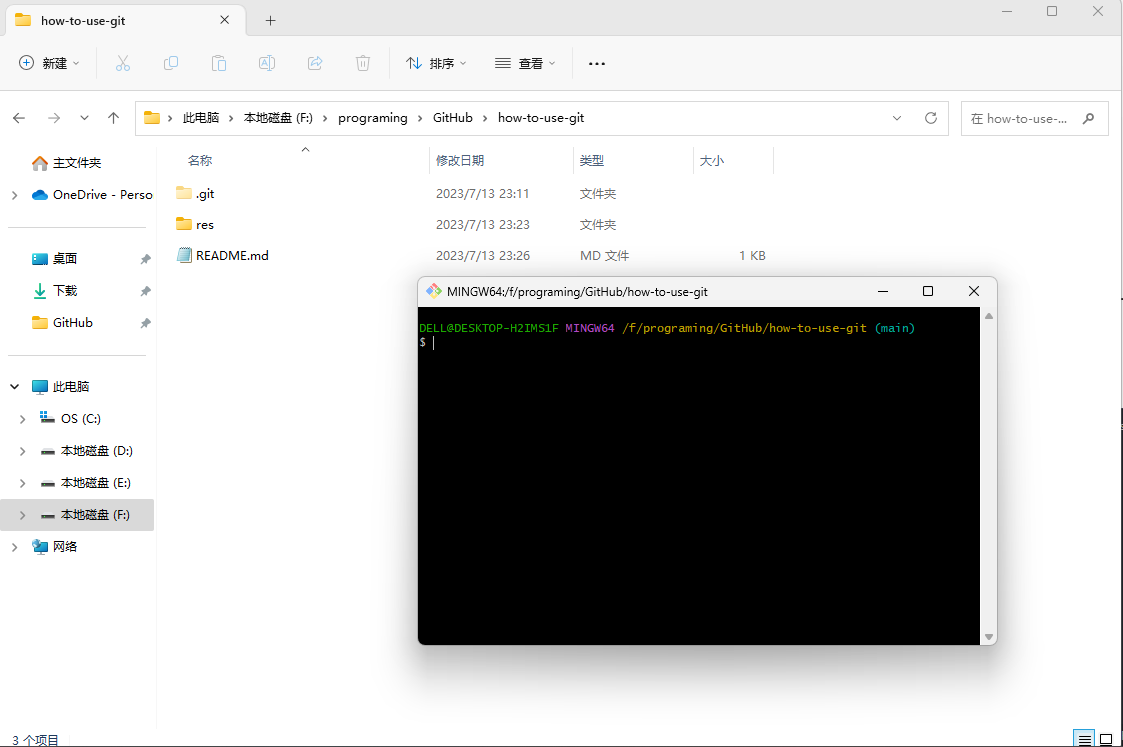 how-to-use-git
新建
排序
查看
此电脑 本地磁盘 (F:) programing GitHub how-to-use-git
在 how-to-use-...
主文件夹
OneDrive - Perso
桌面
下载
GitHub
此电脑
OS (C:)
本地磁盘 (D:)
本地磁盘 (E:)
本地磁盘 (F:)
网络
名称 修改日期 类型 大小
.git 2023/7/13 23:11 文件夹
res 2023/7/13 23:23 文件夹
README.md 2023/7/13 23:26 MD 文件 1 KB
MINGW64:/f/programing/GitHub/how-to-use-git
DELL@DESKTOP-H2IMS1F MINGW64 /f/programing/GitHub/how-to-use-git (main)
$
3 个项目